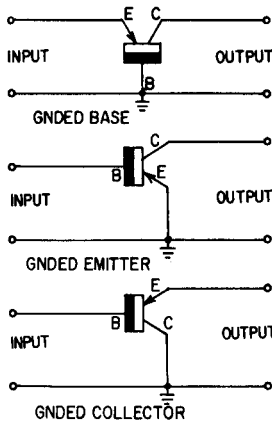 E C
INPUT OUTPUT
B
GNDED BASE
C
B E
INPUT OUTPUT
GNDED EMITTER
E
B C
INPUT OUTPUT
GNDED COLLECTOR